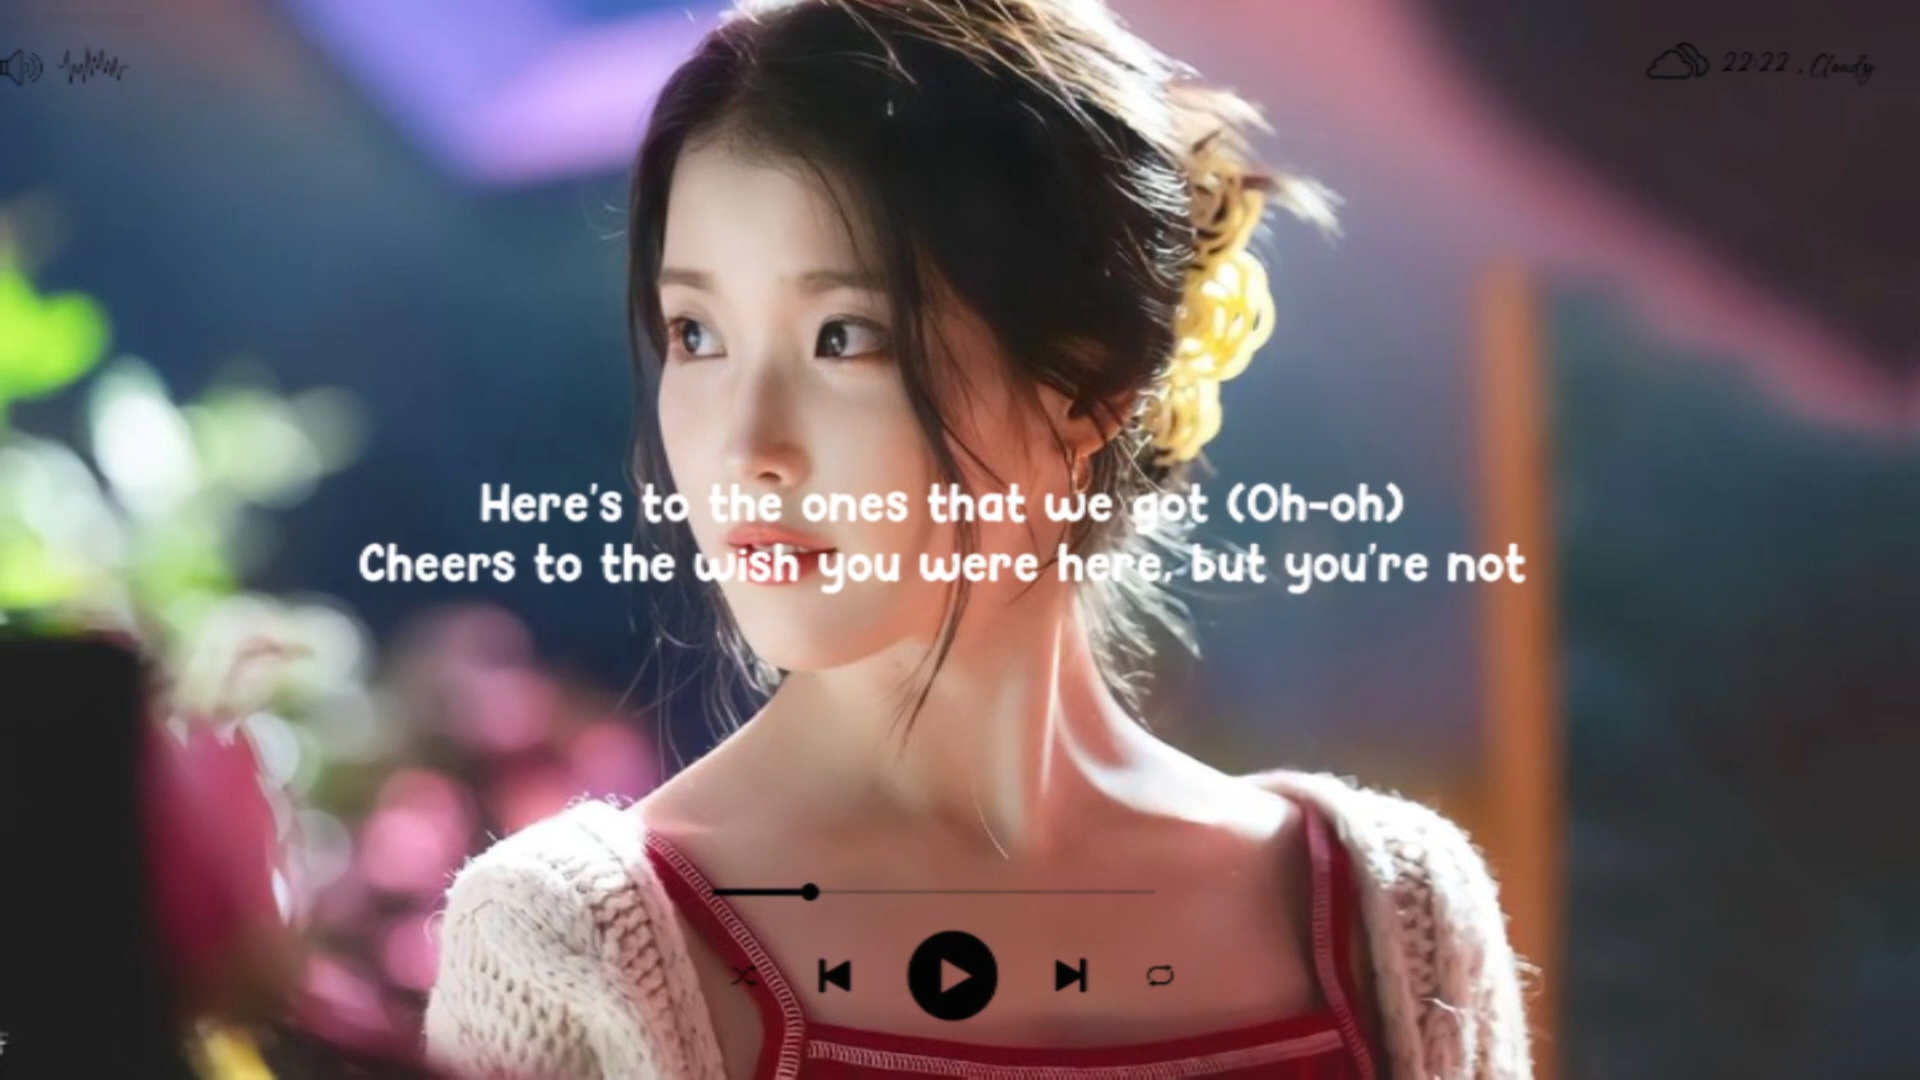 22:22 . Cloudy
Here's to the ones that we got (Oh-oh)
Cheers to the wish you were here, but you're not